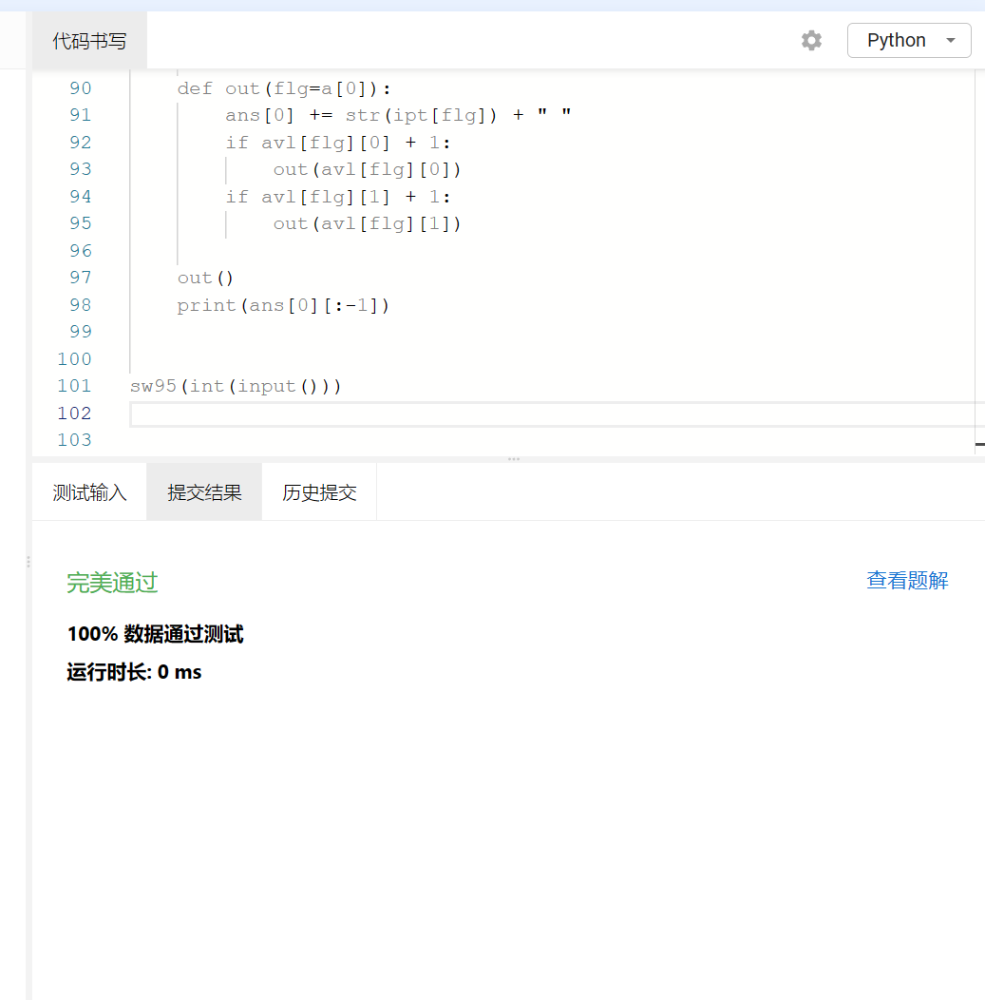 代码书写
Python
90 def out(flg=a[0]):
91 ans[0] += str(ipt[flg]) + " "
92 if avl[flg][0] + 1:
93 out(avl[flg][0])
94 if avl[flg][1] + 1:
95 out(avl[flg][1])
96
97 out()
98 print(ans[0][:-1])
99
100
101 sw95(int(input()))
102
103
测试输入 提交结果 历史提交
完美通过 查看题解
100% 数据通过测试
运行时长: 0 ms